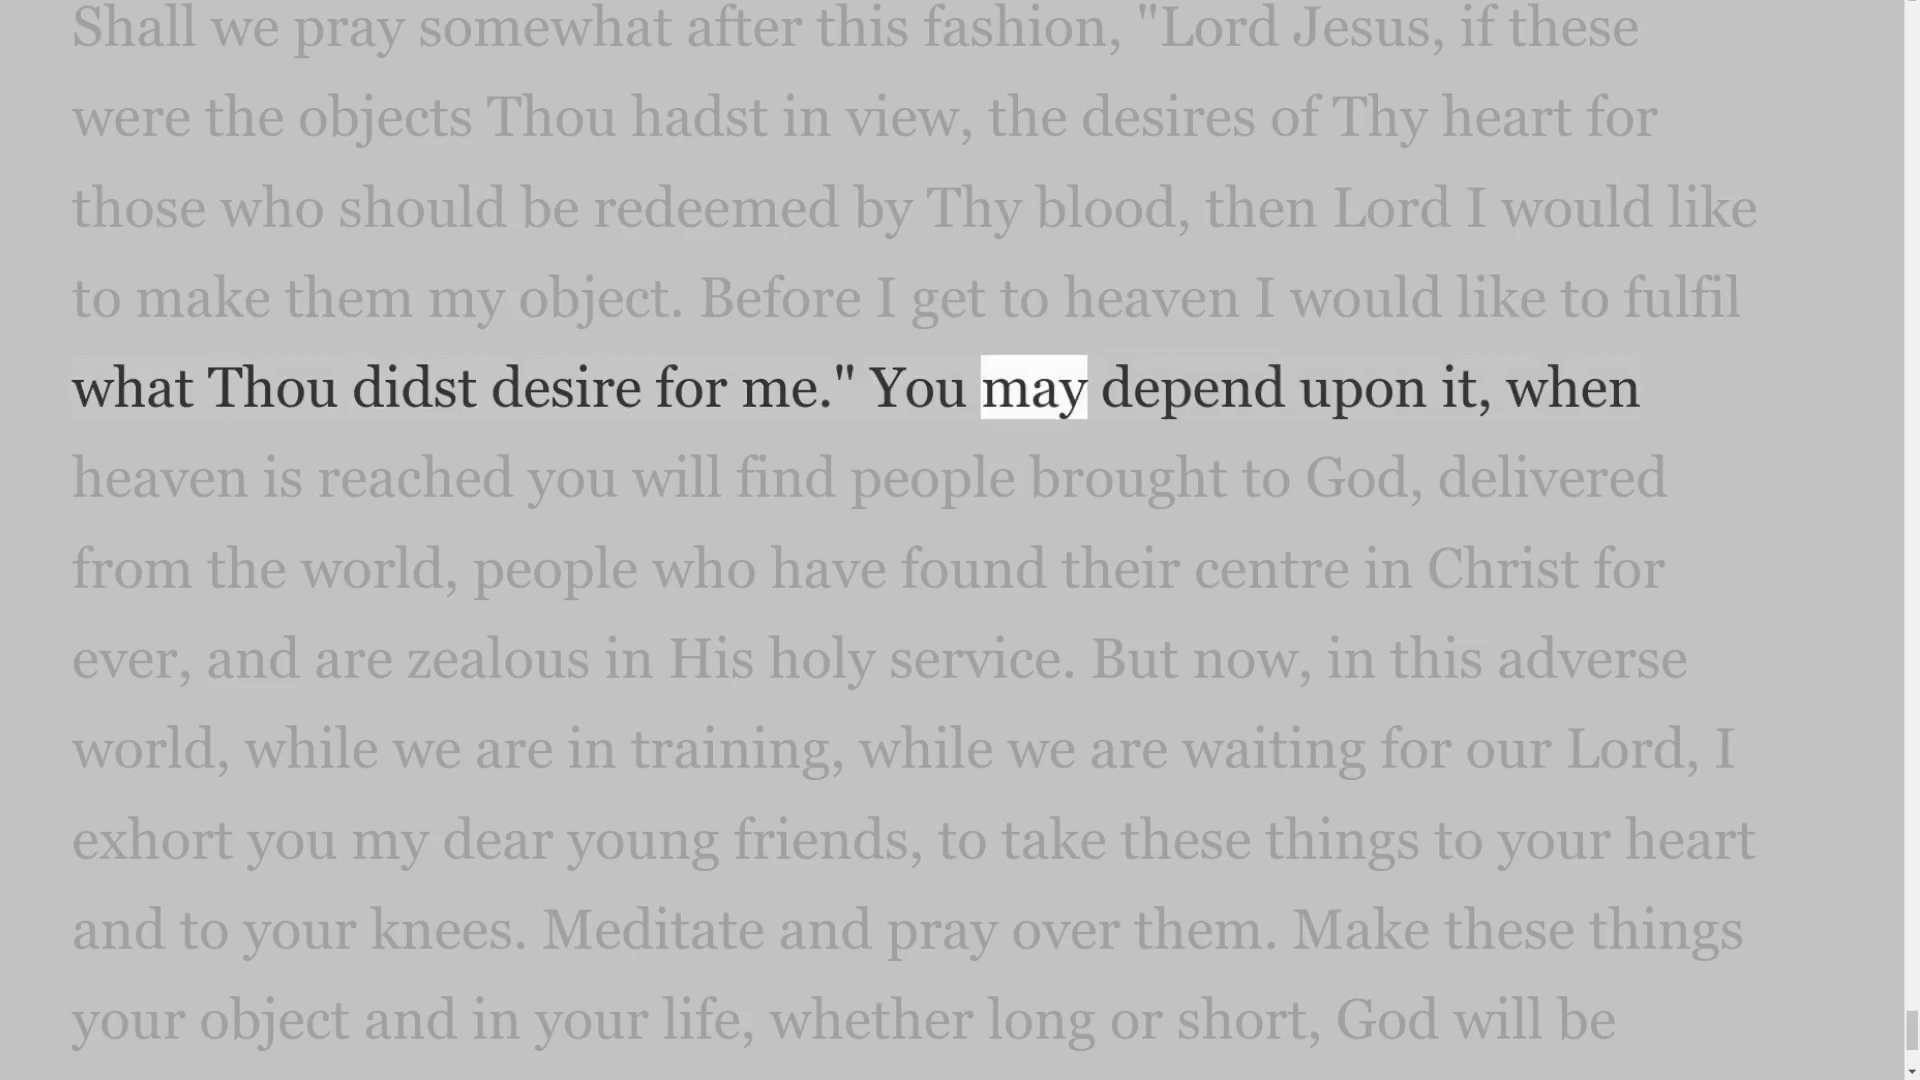 Shall we pray somewhat after this fashion, "Lord Jesus, if these
were the objects Thou hadst in view, the desires of Thy heart for
those who should be redeemed by Thy blood, then Lord I would like
to make them my object. Before I get to heaven I would like to fulfil
what Thou didst desire for me." You may depend upon it, when
heaven is reached you will find people brought to God, delivered
from the world, people who have found their centre in Christ for
ever, and are zealous in His holy service. But now, in this adverse
world, while we are in training, while we are waiting for our Lord, I
exhort you my dear young friends, to take these things to your heart
and to your knees. Meditate and pray over them. Make these things
your object and in your life, whether long or short, God will be